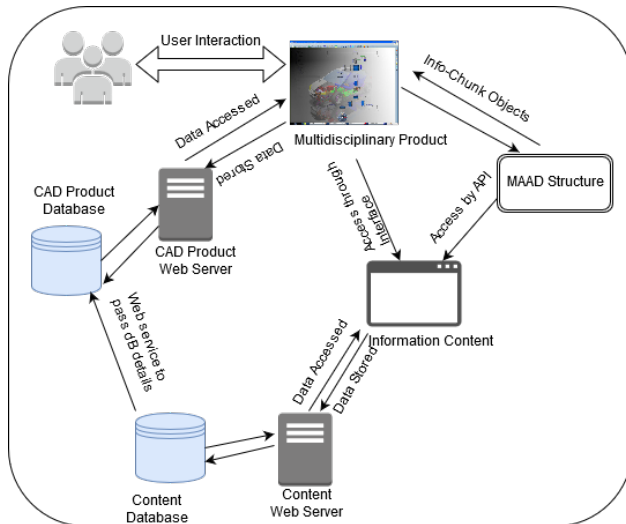 User Interaction
Info-Chunk Objects
Data Accessed
Data Stored
Multidisciplinary Product
MAAD Structure
CAD Product
Database
Access through
Interface
Access by API
CAD Product
Web Server
Web service to
pass dB details
Information Content
Data Accessed
Data Stored
Content
Database
Content
Web Server